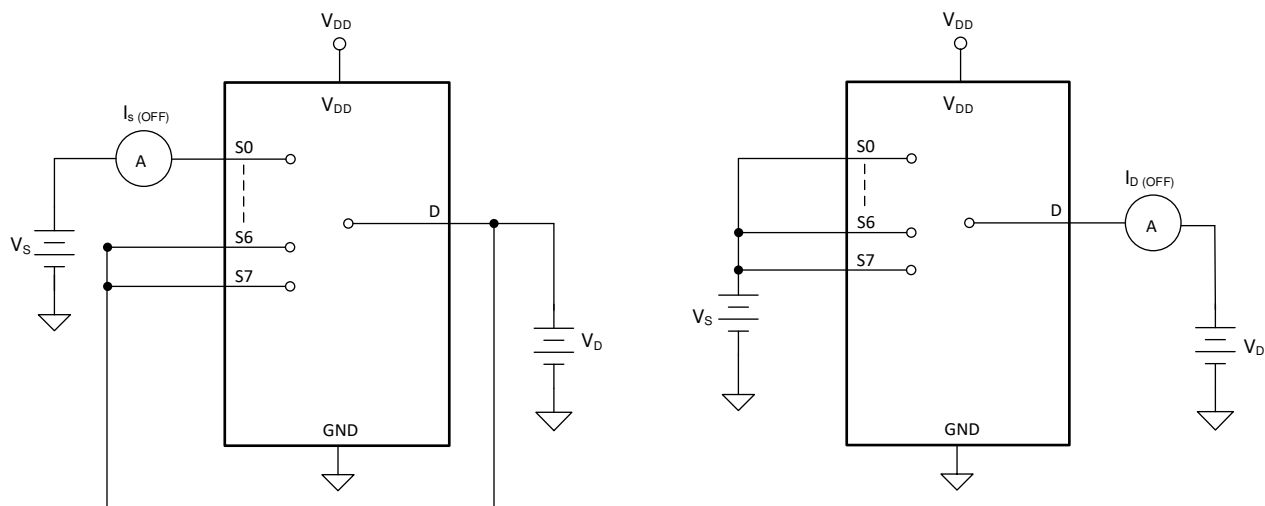 VDD
VDD
Is (OFF)
A
S0
D
S6
VS
S7
VD
GND
VDD
VDD
S0
ID (OFF)
D
A
S6
S7
VS
VD
GND